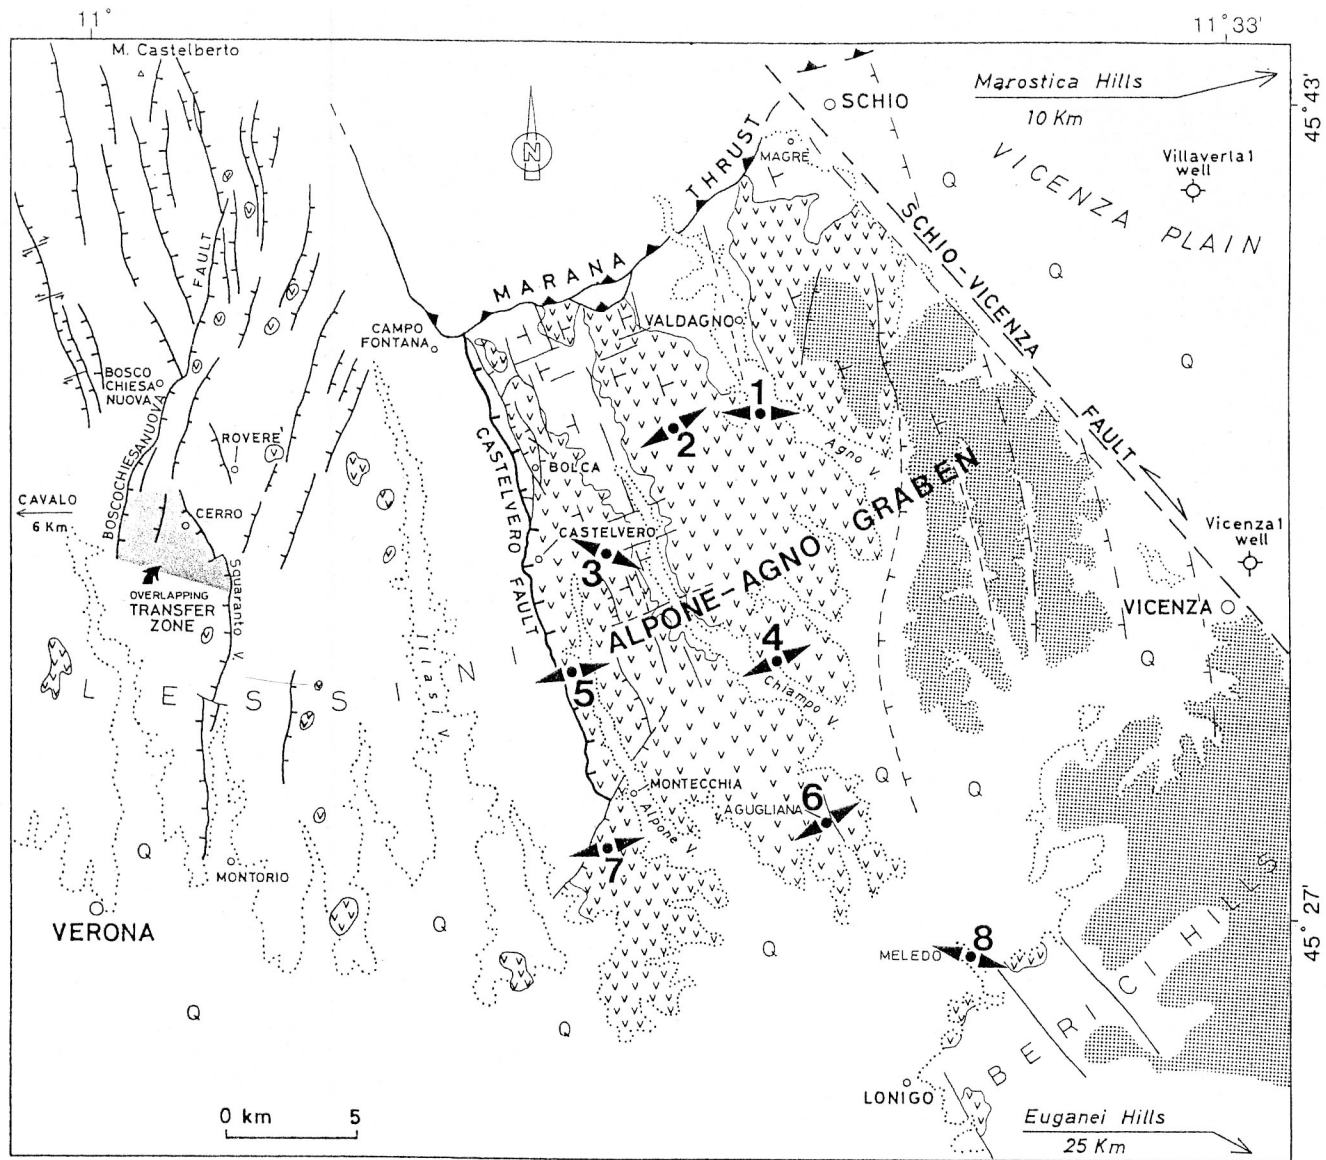 11°
11°33'
M. Castelberto
Marostica Hills
10 Km
45°43'
SCHIO
MAGRÈ
VICENZA PLAIN
Villaverla 1
well
N
Q
MARANA THRUST
SCHIO-VICENZA FAULT
Q
Q
CAMPO
FONTANA
VALDAGNO
BOSCO
CHIESA
NUOVA
BOSCOCHIESANUOVA FAULT
1
2
ROVERE'
Agno V.
BOLCA
CASTELVERO FAULT
CAVALO
6 Km
CERRO
CASTELVERO
3
ALPONE-AGNO GRABEN
Vicenza 1
well
OVERLAPPING
TRANSFER
ZONE
Squaranto V.
VICENZA
4
Q
5
Chiampo V.
LESSINI
Illasi V.
MONTECCHIA
Alpone V.
6
AGUGLIANA
Q
Q
7
Q
MONTORIO
VERONA
45°27'
Q
Q
8
MELEDO
BERICI HILLS
Q
Q
LONIGO
0 km 5
Euganei Hills
25 Km